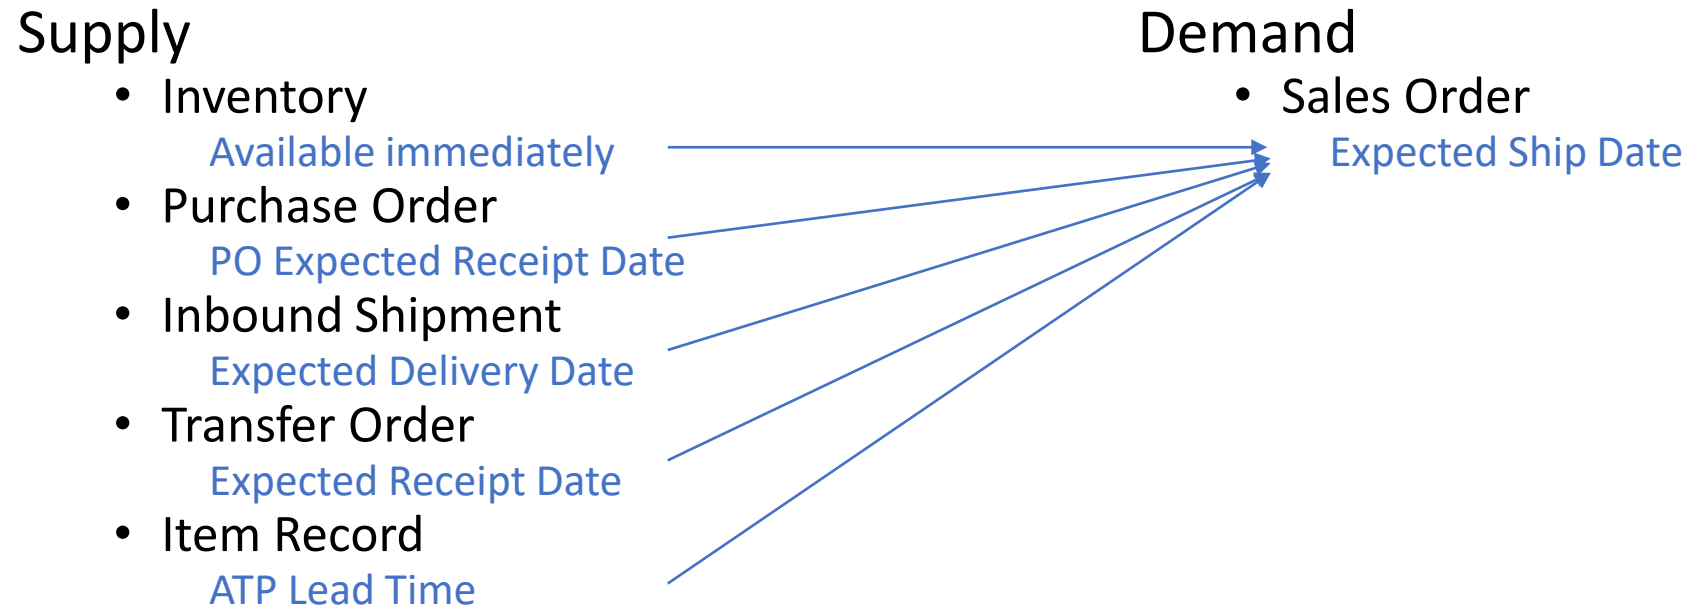 Supply
• Inventory
Available immediately
• Purchase Order
PO Expected Receipt Date
• Inbound Shipment
Expected Delivery Date
• Transfer Order
Expected Receipt Date
• Item Record
ATP Lead Time
Demand
• Sales Order
Expected Ship Date